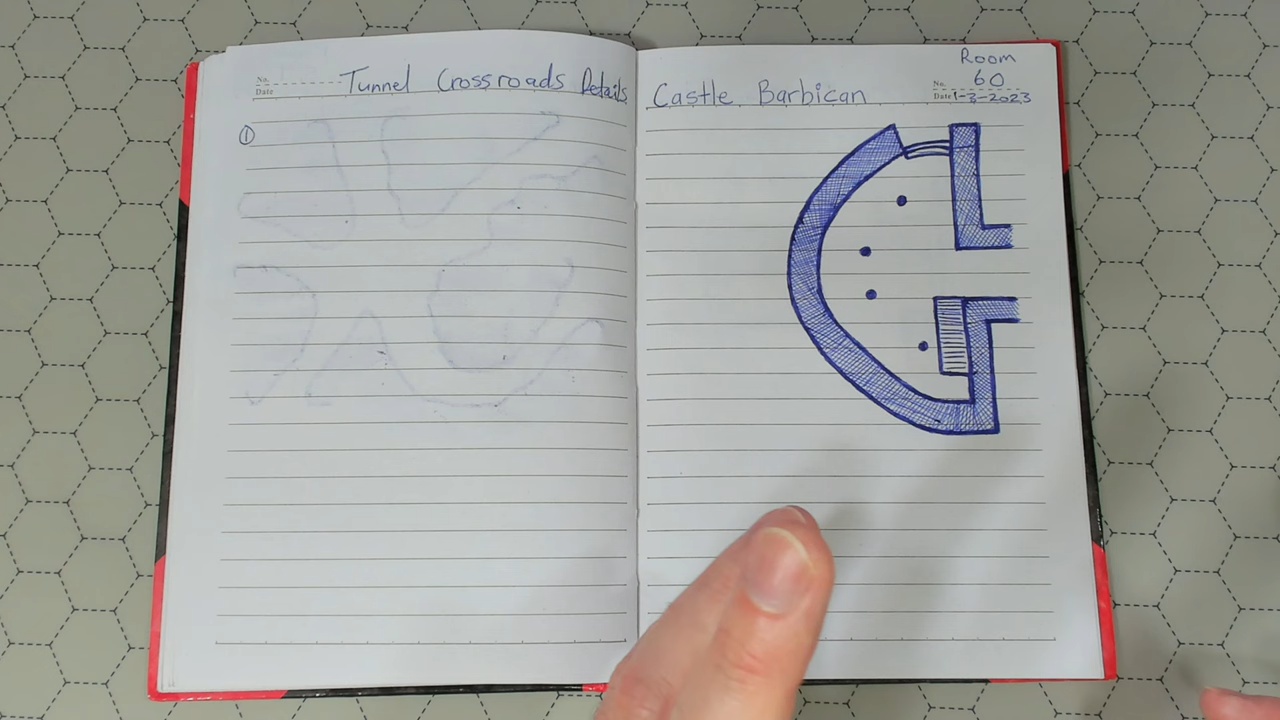 No.
Date
Tunnel Crossroads Details
①
Room
60
No.
Date 1-3-2023
Castle Barbican